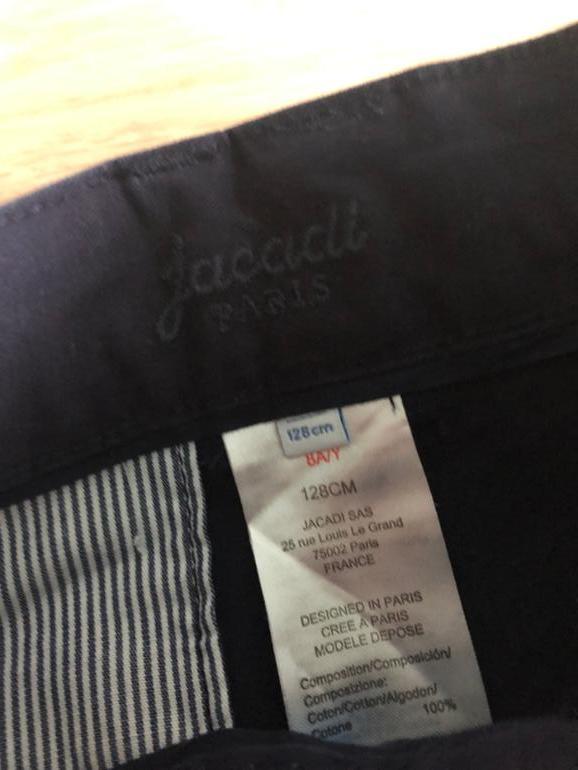 Jacadi
PARIS
128cm
8A/Y
128CM
JACADI SAS
25 rue Louis Le Grand
75002 Paris
FRANCE
DESIGNED IN PARIS
CREE A PARIS
MODELE DEPOSE
Composition/Composición/
Composizione:
Coton/Cotton/Algodon/
Cotone 100%